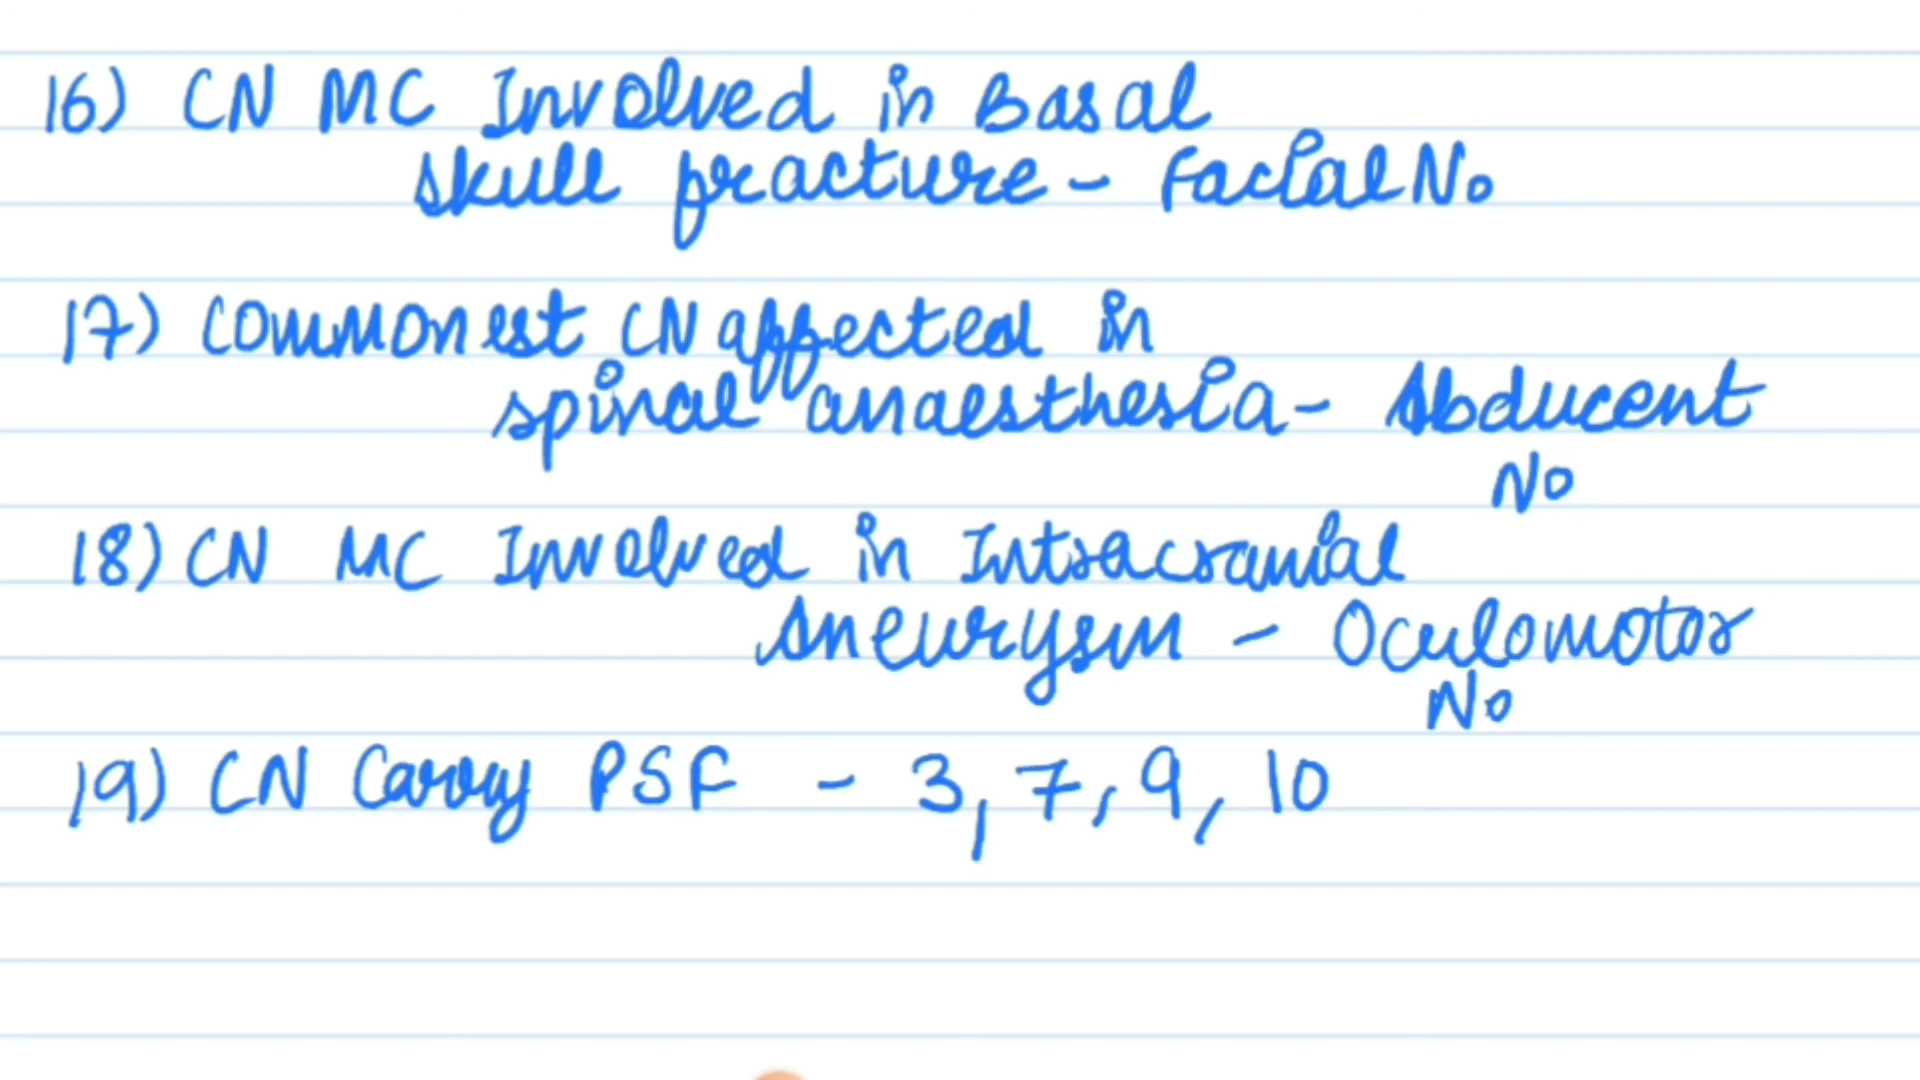 16) CN MC Involved in Basal
skull fracture - Facial No
17) Commonest CN affected in
spinal anaesthesia - Abducent
No
18) CN MC Involved in Intracranial
Aneurysm - Oculomotor
No
19) CN Carry PSF - 3, 7, 9, 10